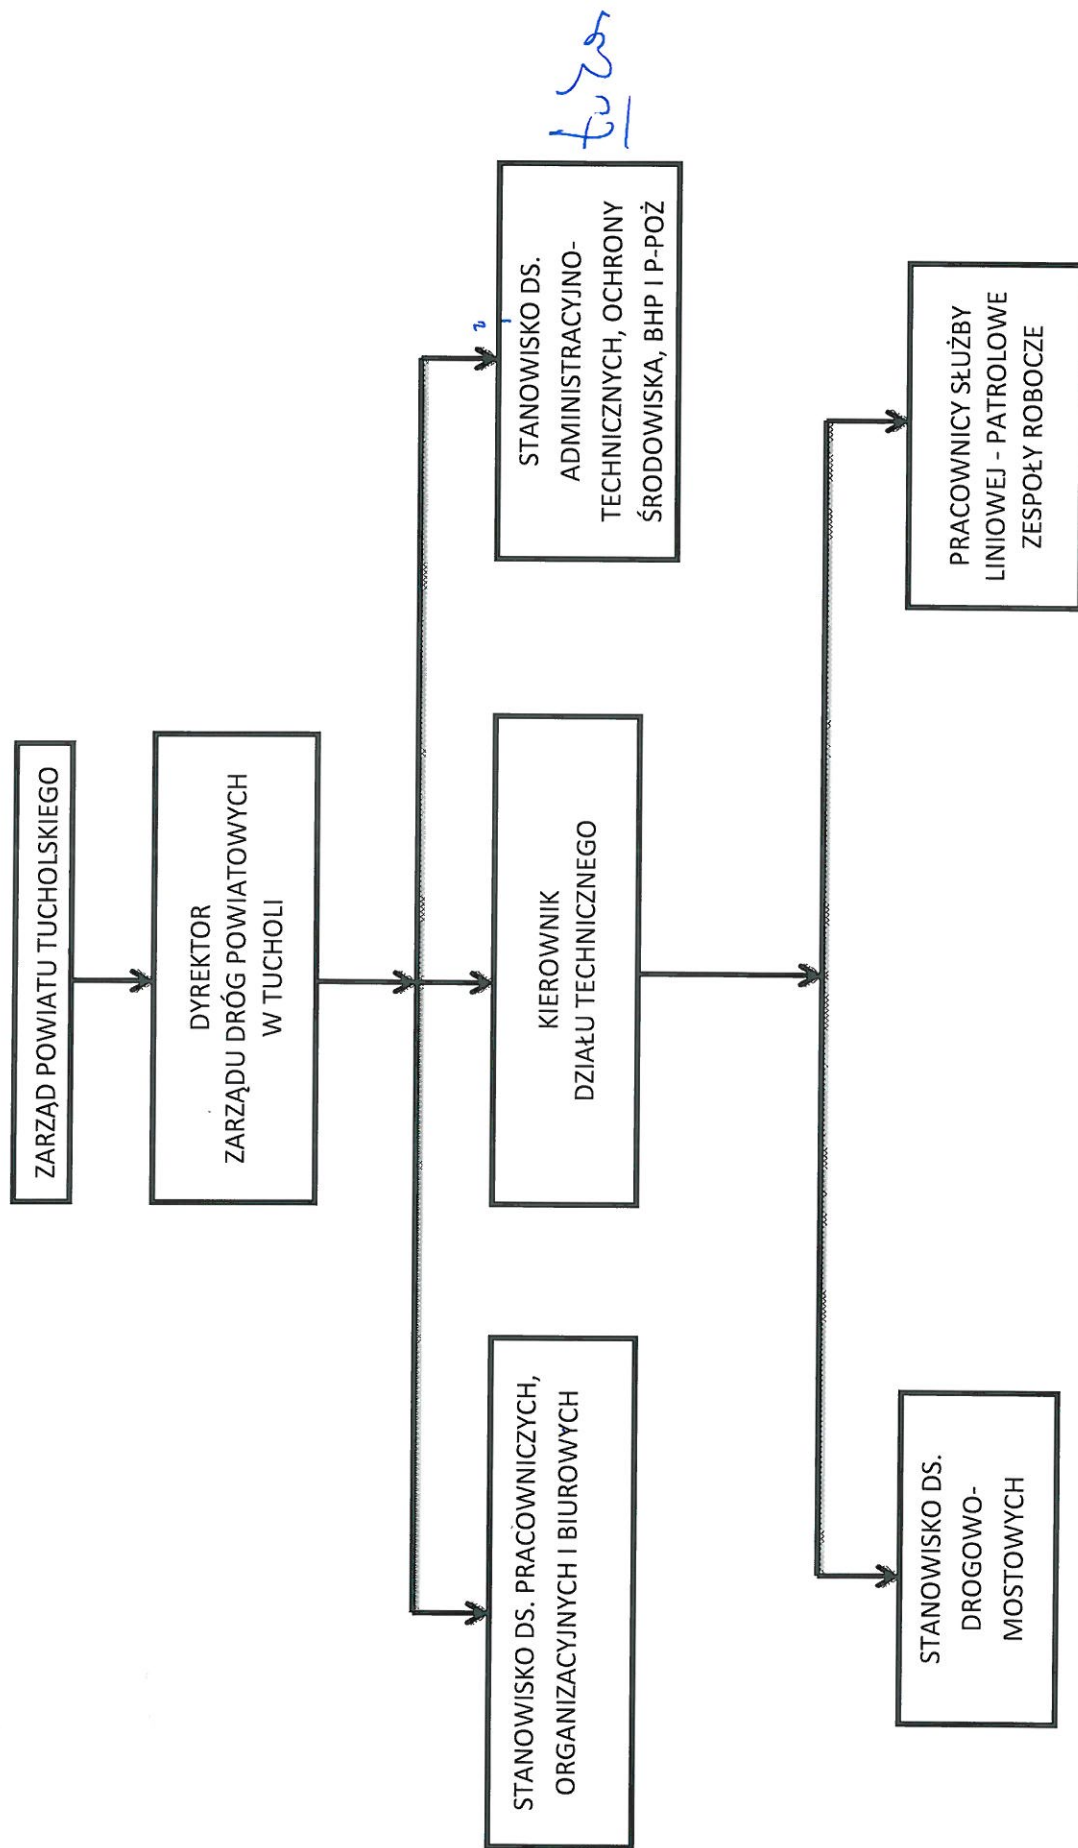 ZARZĄD POWIATU TUCHOLSKIEGO
DYREKTOR
ZARZĄDU DRÓG POWIATOWYCH
W TUCHOLI
STANOWISKO DS. PRACOWNICZYCH,
ORGANIZACYJNYCH I BIUROWYCH
KIEROWNIK
DZIAŁU TECHNICZNEGO
STANOWISKO DS.
ADMINISTRACYJNO-
TECHNICZNYCH, OCHRONY
ŚRODOWISKA, BHP I P-POŻ
STANOWISKO DS.
DROGOWO-
MOSTOWYCH
PRACOWNICY SŁUŻBY
LINIOWEJ - PATROLOWE
ZESPOŁY ROBOCZE